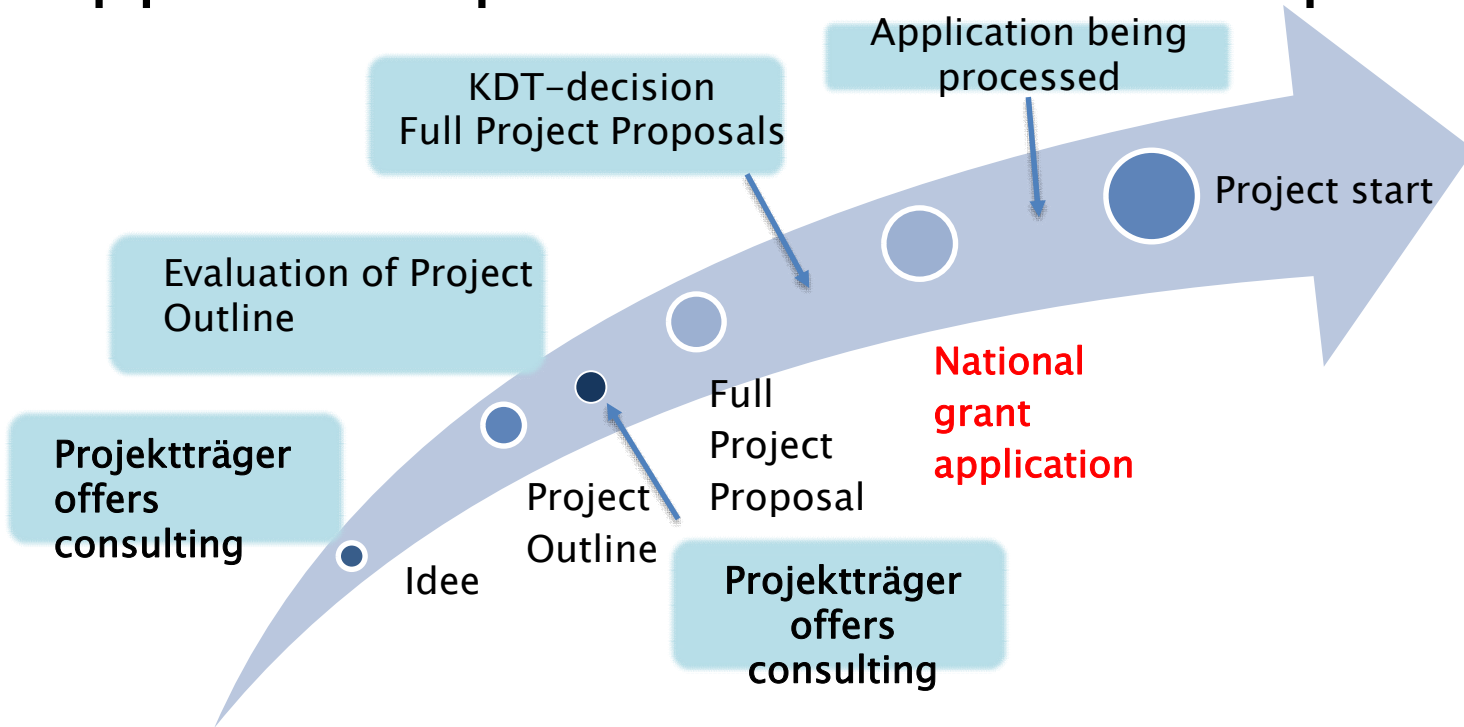 Application being
processed
KDT-decision
Full Project Proposals
Project start
Evaluation of Project
Outline
National
grant
application
Full
Project
Proposal
Projektträger
offers
consulting
Project
Outline
Idee
Projektträger
offers
consulting